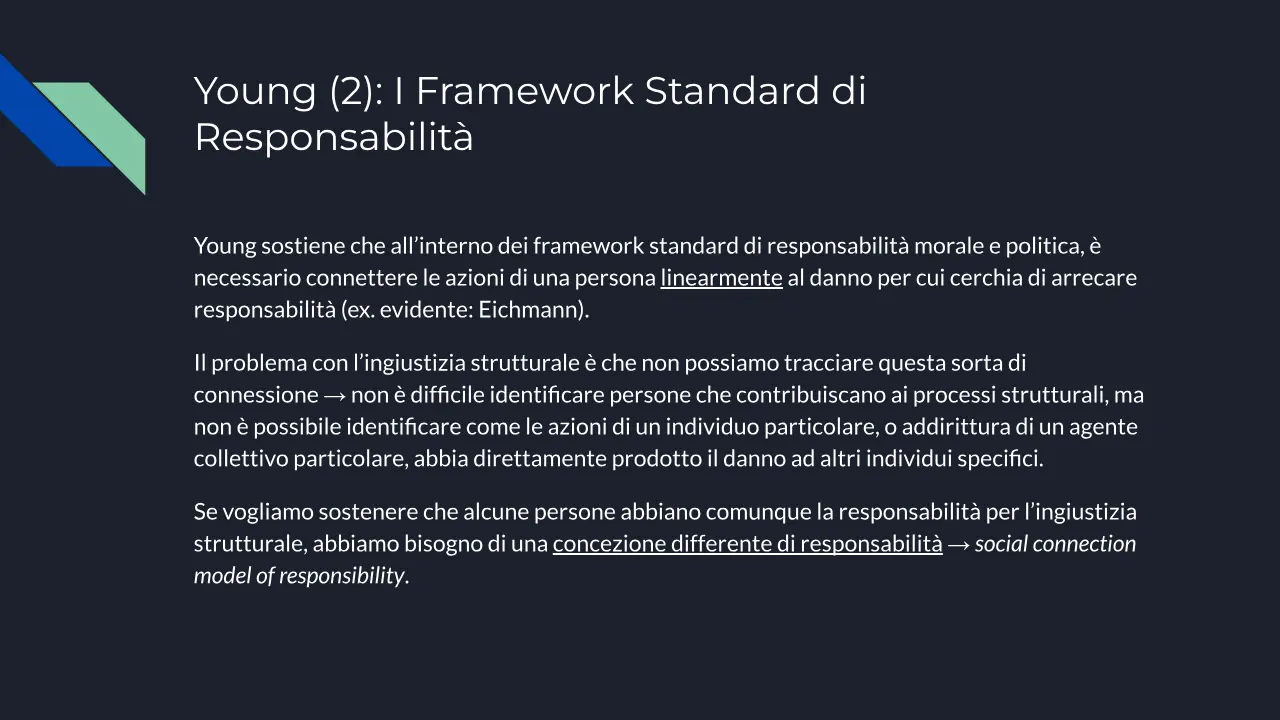 Young (2): I Framework Standard di
Responsabilità
Young sostiene che all’interno dei framework standard di responsabilità morale e politica, è
necessario connettere le azioni di una persona linearmente al danno per cui cerchia di arrecare
responsabilità (ex. evidente: Eichmann).
Il problema con l’ingiustizia strutturale è che non possiamo tracciare questa sorta di
connessione → non è difficile identificare persone che contribuiscano ai processi strutturali, ma
non è possibile identificare come le azioni di un individuo particolare, o addirittura di un agente
collettivo particolare, abbia direttamente prodotto il danno ad altri individui specifici.
Se vogliamo sostenere che alcune persone abbiano comunque la responsabilità per l’ingiustizia
strutturale, abbiamo bisogno di una concezione differente di responsabilità → social connection
model of responsibility.